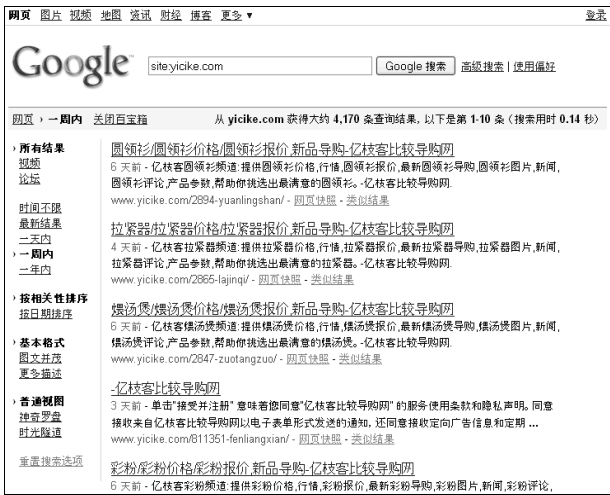 网页 图片 视频 地图 资讯 财经 博客 更多 ▼ 登录
Google™ site:yicike.com Google 搜索 高级搜索 | 使用偏好
网页 › 一周内 关闭百宝箱 从 yicike.com 获得大约 4,170 条查询结果，以下是第 1-10 条（搜索用时 0.14 秒）
› 所有结果
视频
论坛
时间不限
最新结果
一天内
› 一周内
一年内
› 按相关性排序
按日期排序
› 基本格式
图文并茂
更多描述
› 普通视图
神奇罗盘
时光隧道
重置搜索选项
圆领衫/圆领衫价格/圆领衫报价,新品导购-亿枝客比较导购网
6 天前 - 亿枝客圆领衫频道:提供圆领衫价格,行情,圆领衫报价,最新圆领衫导购,圆领衫图片,新闻,
圆领衫评论,产品参数,帮助你挑选出最满意的圆领衫。-亿枝客比较导购网.
www.yicike.com/2894-yuanlingshan/ - 网页快照 - 类似结果
拉紧器/拉紧器价格/拉紧器报价,新品导购-亿枝客比较导购网
4 天前 - 亿枝客拉紧器频道:提供拉紧器价格,行情,拉紧器报价,最新拉紧器导购,拉紧器图片,新闻,
拉紧器评论,产品参数,帮助你挑选出最满意的拉紧器。-亿枝客比较导购网.
www.yicike.com/2865-lajinqi/ - 网页快照 - 类似结果
煨汤煲/煨汤煲价格/煨汤煲报价,新品导购-亿枝客比较导购网
6 天前 - 亿枝客煨汤煲频道:提供煨汤煲价格,行情,煨汤煲报价,最新煨汤煲导购,煨汤煲图片,新闻,
煨汤煲评论,产品参数,帮助你挑选出最满意的煨汤煲。-亿枝客比较导购网.
www.yicike.com/2847-zuotangzuo/ - 网页快照 - 类似结果
-亿枝客比较导购网
3 天前 - 单击"接受并注册" 意味着您同意"亿枝客比较导购网" 的服务使用条款和隐私声明。同意
接收来自亿枝客比较导购网以电子表单形式发送的通知，还同意接收定向广告信息和定期 ...
www.yicike.com/811351-fenliangxian/ - 网页快照 - 类似结果
彩粉/彩粉价格/彩粉报价,新品导购-亿枝客比较导购网
6 天前 - 亿枝客彩粉频道:提供彩粉价格,行情,彩粉报价,最新彩粉导购,彩粉图片,新闻,彩粉评论,